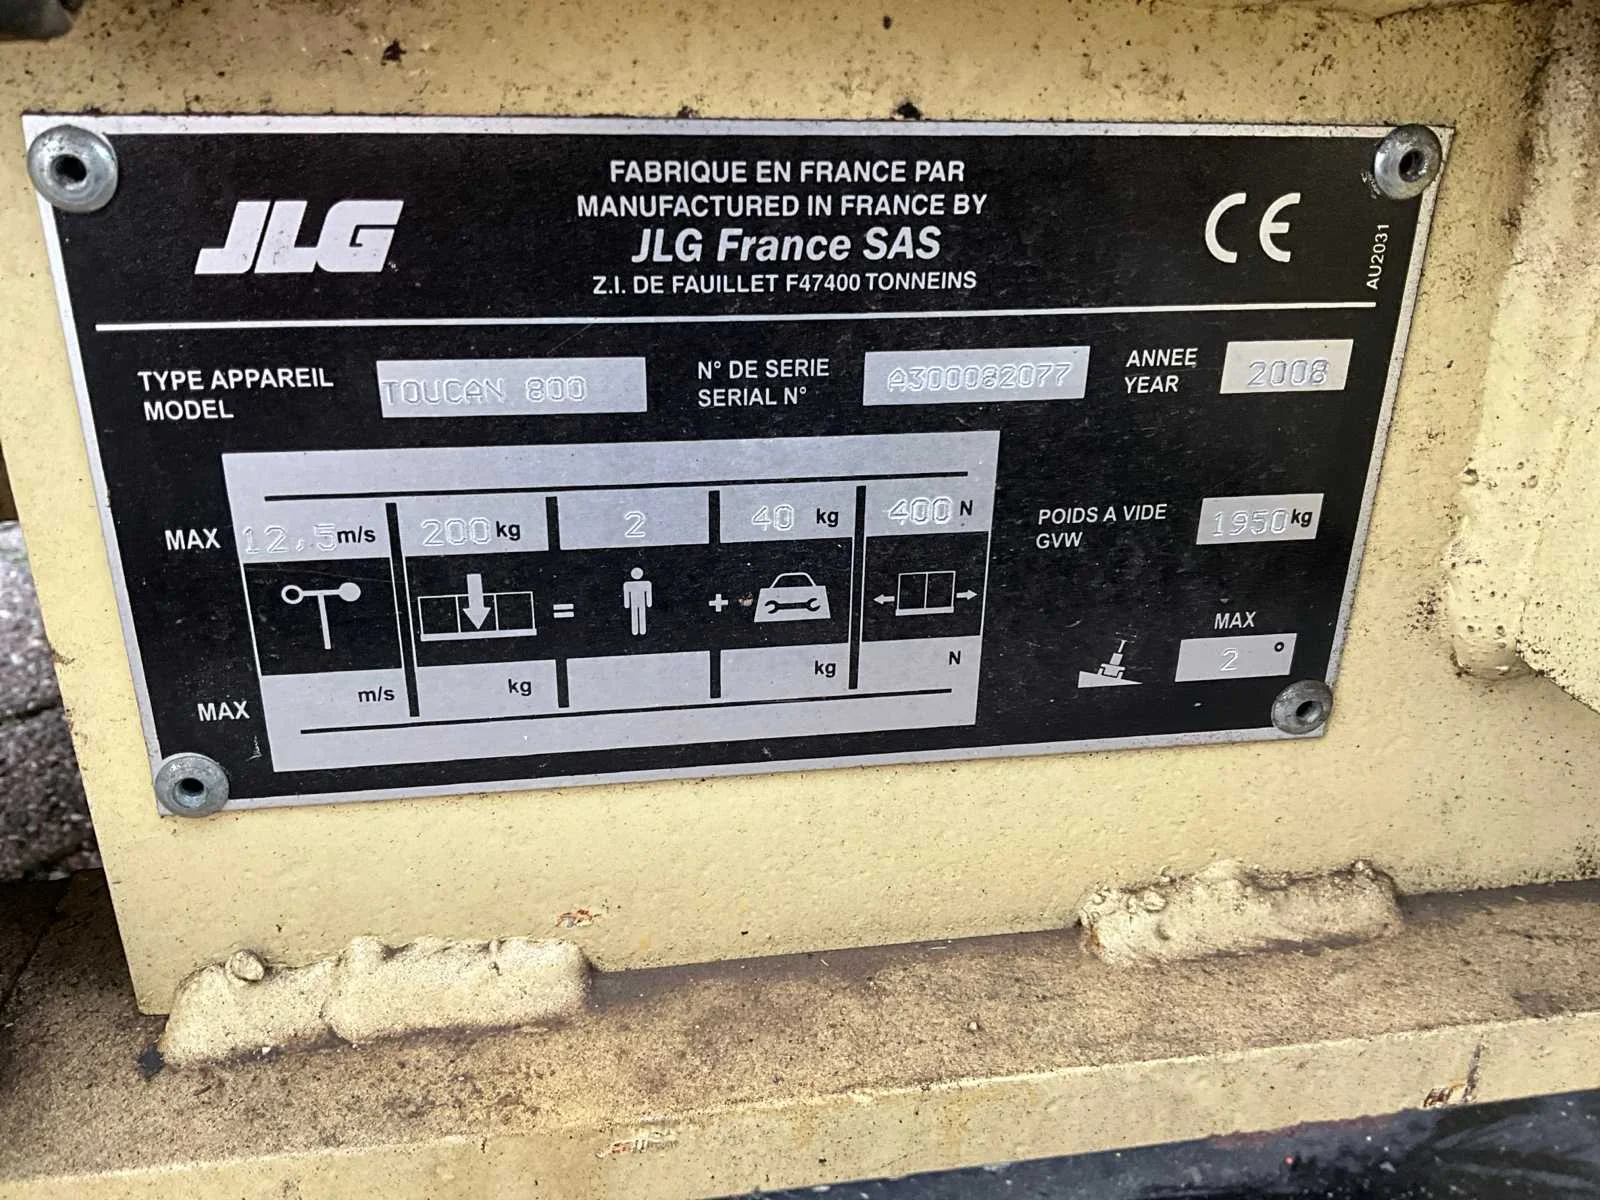 JLG
FABRIQUE EN FRANCE PAR
MANUFACTURED IN FRANCE BY
JLG France SAS
Z.I. DE FAUILLET F47400 TONNEINS
CE
AU2031
TYPE APPAREIL
MODEL
TOUCAN 800
N° DE SERIE
SERIAL N°
A300082077
ANNEE
YEAR
2008
MAX 12,5 m/s 200 kg 2 40 kg 400 N
= +
MAX m/s kg kg N
POIDS A VIDE
GVW
1950 kg
MAX
2 °